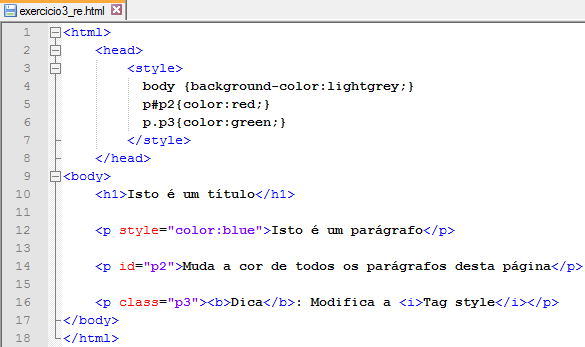 exercicio3_re.html
1 <html>
2 <head>
3 <style>
4 body {background-color:lightgrey;}
5 p#p2{color:red;}
6 p.p3{color:green;}
7 </style>
8 </head>
9 <body>
10 <h1>Isto é um título</h1>
11
12 <p style="color:blue">Isto é um parágrafo</p>
13
14 <p id="p2">Muda a cor de todos os parágrafos desta página</p>
15
16 <p class="p3"><b>Dica</b>: Modifica a <i>Tag style</i></p>
17 </body>
18 </html>